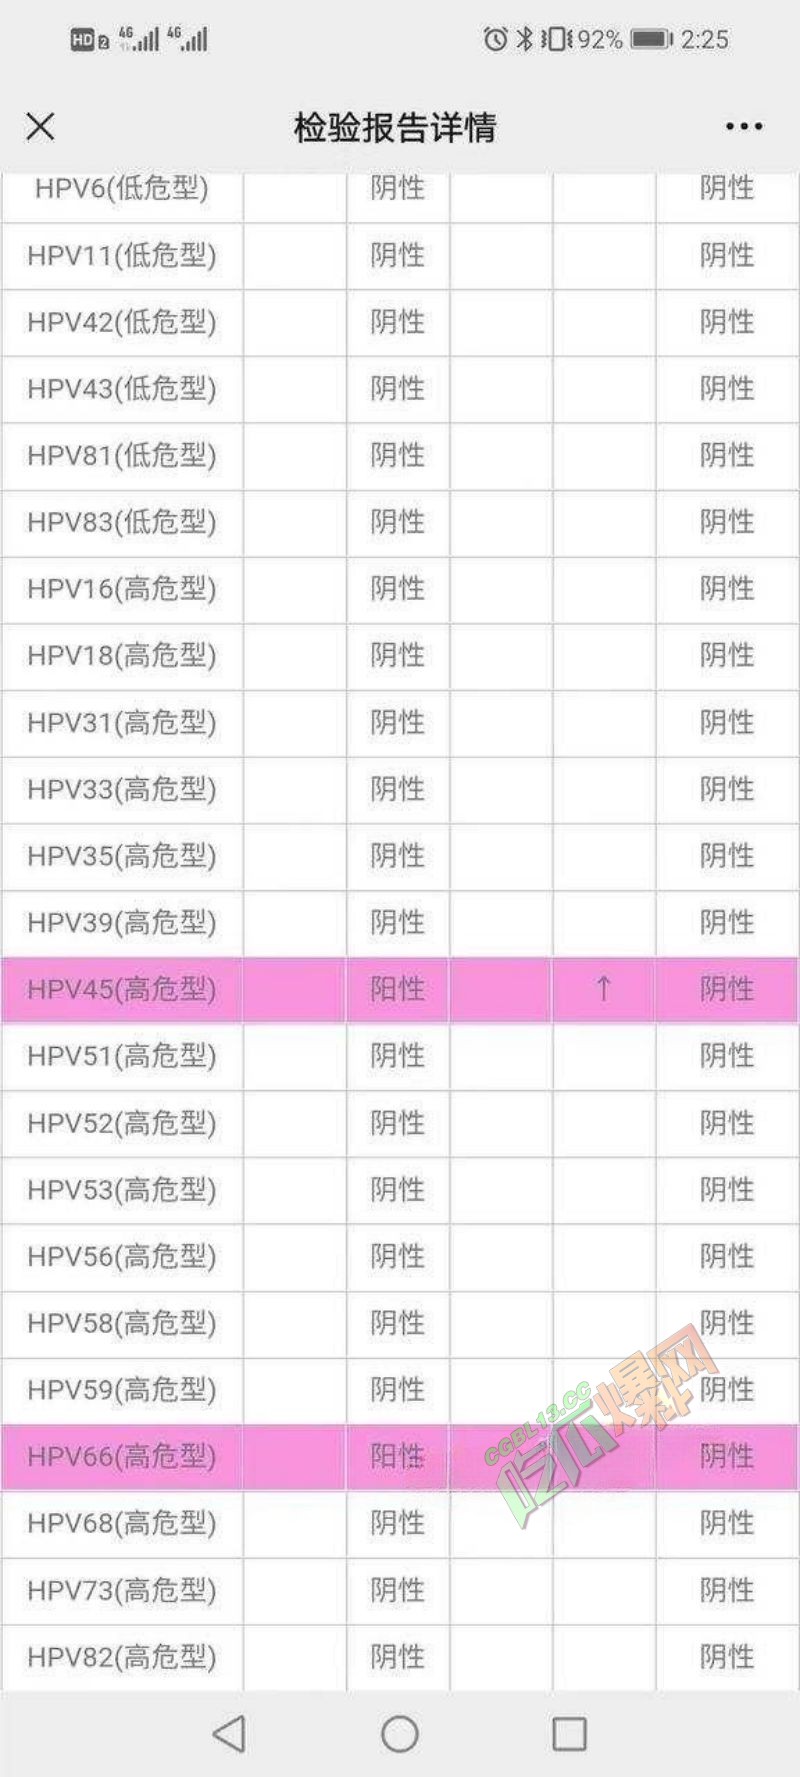 HD 2 4G 4G 92% 2:25
检验报告详情
HPV6(低危型) 阴性 阴性
HPV11(低危型) 阴性 阴性
HPV42(低危型) 阴性 阴性
HPV43(低危型) 阴性 阴性
HPV81(低危型) 阴性 阴性
HPV83(低危型) 阴性 阴性
HPV16(高危型) 阴性 阴性
HPV18(高危型) 阴性 阴性
HPV31(高危型) 阴性 阴性
HPV33(高危型) 阴性 阴性
HPV35(高危型) 阴性 阴性
HPV39(高危型) 阴性 阴性
HPV45(高危型) 阳性 ↑ 阴性
HPV51(高危型) 阴性 阴性
HPV52(高危型) 阴性 阴性
HPV53(高危型) 阴性 阴性
HPV56(高危型) 阴性 阴性
HPV58(高危型) 阴性 阴性
HPV59(高危型) 阴性 阴性
HPV66(高危型) 阳性 阴性
HPV68(高危型) 阴性 阴性
HPV73(高危型) 阴性 阴性
HPV82(高危型) 阴性 阴性
CGBL13.CC
吃瓜爆料网